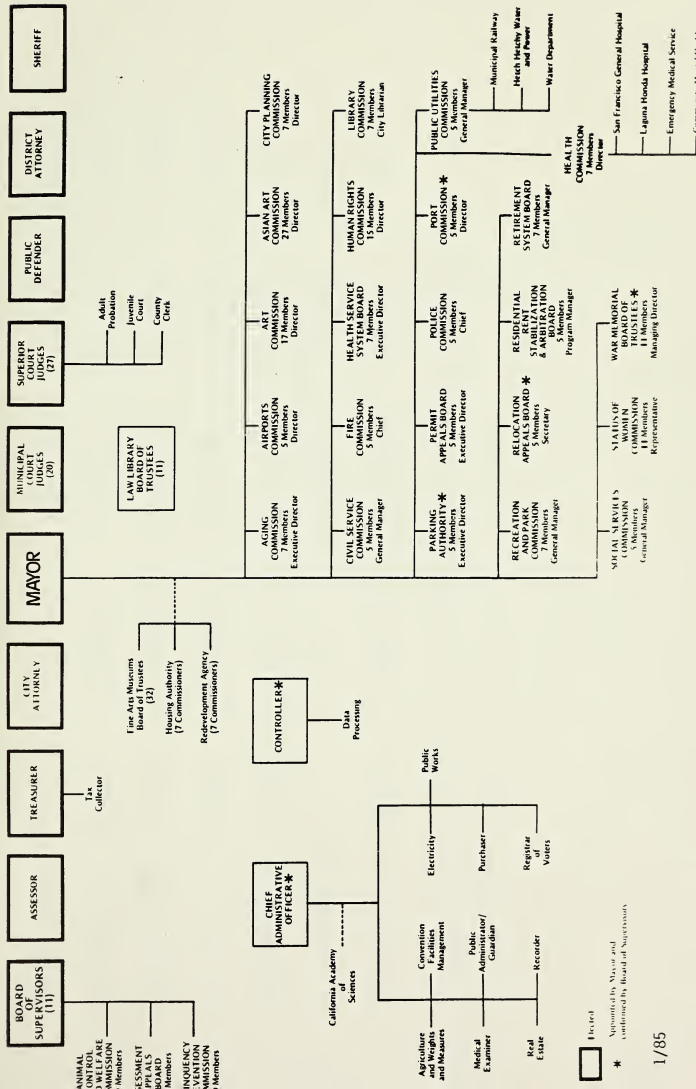 BOARD
OF
SUPERVISORS
(11)
ANIMAL
CONTROL
WELFARE
Members
APPEALS
BOARD
Members
Members
ASSESSOR
TREASURER
Tax
Collector
CITY
ATTORNEY
MAYOR
MUNICIPAL
COURT
JUDGES
(20)
SUPERIOR
COURT
JUDGES
(27)
Adult
Probation
Juvenile
Court
County
Clerk
PUBLIC
DEFENDER
DISTRICT
ATTORNEY
SHERIFF
LAW LIBRARY
BOARD OF
TRUSTEES
(11)
Fine Arts Museums
Board of Trustees
(32)
Housing Authority
(7 Commissioners)
Redevelopment Agency
(7 Commissioners)
AGING
COMMISSION
7 Members
Executive Director
AIRPORTS
COMMISSION
5 Members
Director
ART
COMMISSION
17 Members
Director
ASIAN ART
COMMISSION
27 Members
Director
CITY PLANNING
COMMISSION
7 Members
Director
CIVIL SERVICE
COMMISSION
5 Members
General Manager
FIRE
COMMISSION
5 Members
Chief
HEALTH SERVICE
SYSTEM BOARD
7 Members
Executive Director
HUMAN RIGHTS
COMMISSION
15 Members
Director
LIBRARY
COMMISSION
7 Members
City Librarian
PARKING
AUTHORITY*
5 Members
Executive Director
PERMIT
APPEALS BOARD
5 Members
Executive Director
POLICE
COMMISSION
5 Members
Chief
PORT
COMMISSION *
5 Members
Director
PUBLIC UTILITIES
COMMISSION
5 Members
General Manager
Municipal Railway
Hetch Hetchy Water
and Power
Water Department
RECREATION
AND PARK
COMMISSION
7 Members
General Manager
RELOCATION
APPEALS BOARD *
5 Members
Secretary
RESIDENTIAL
RENT
STABILIZATION
& ARBITRATION
BOARD
5 Members
Program Manager
RETIREMENT
SYSTEM BOARD
7 Members
General Manager
HEALTH
COMMISSION
7 Members
Director
San Francisco General Hospital
Laguna Honda Hospital
Emergency Medical Service
SOCIAL SERVICES
COMMISSION
5 Members
General Manager
STATUS OF
WOMEN
COMMISSION
11 Members
Representative
WAR MEMORIAL
BOARD OF
TRUSTEES *
11 Members
Managing Director
CHIEF
ADMINISTRATIVE
OFFICER*
California Academy
of
Sciences
Agriculture
and Weights
and Measures
Convention
Facilities
Management
Medical
Examiner
Public
Administrator/
Guardian
Real
Estate
Recorder
Electricity
Public
Works
Purchaser
Registrar
of
Voters
CONTROLLER*
Data
Processing
Elected
* Appointed by Mayor and
confirmed by Board of Supervisors
1/85